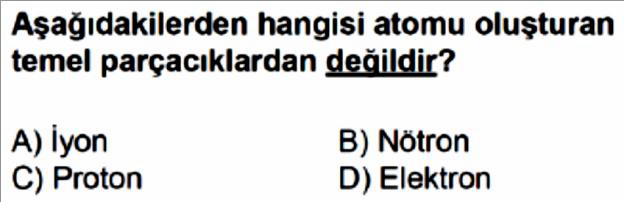 Aşağıdakilerden hangisi atomu oluşturan
temel parçacıklardan değildir?
A) İyon B) Nötron
C) Proton D) Elektron